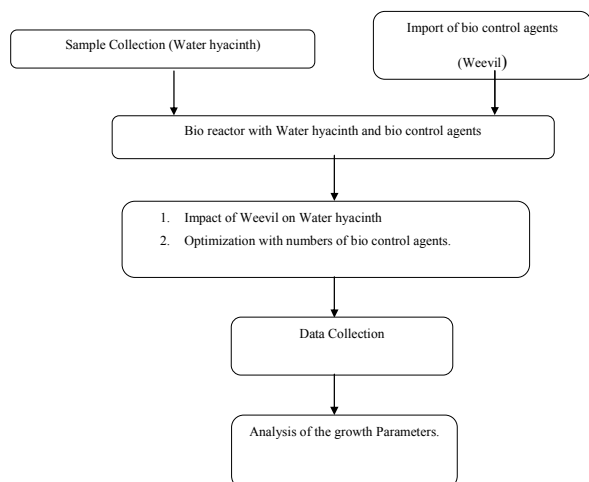 Sample Collection (Water hyacinth)
Import of bio control agents
(Weevil)
Bio reactor with Water hyacinth and bio control agents
1. Impact of Weevil on Water hyacinth
2. Optimization with numbers of bio control agents.
Data Collection
Analysis of the growth Parameters.